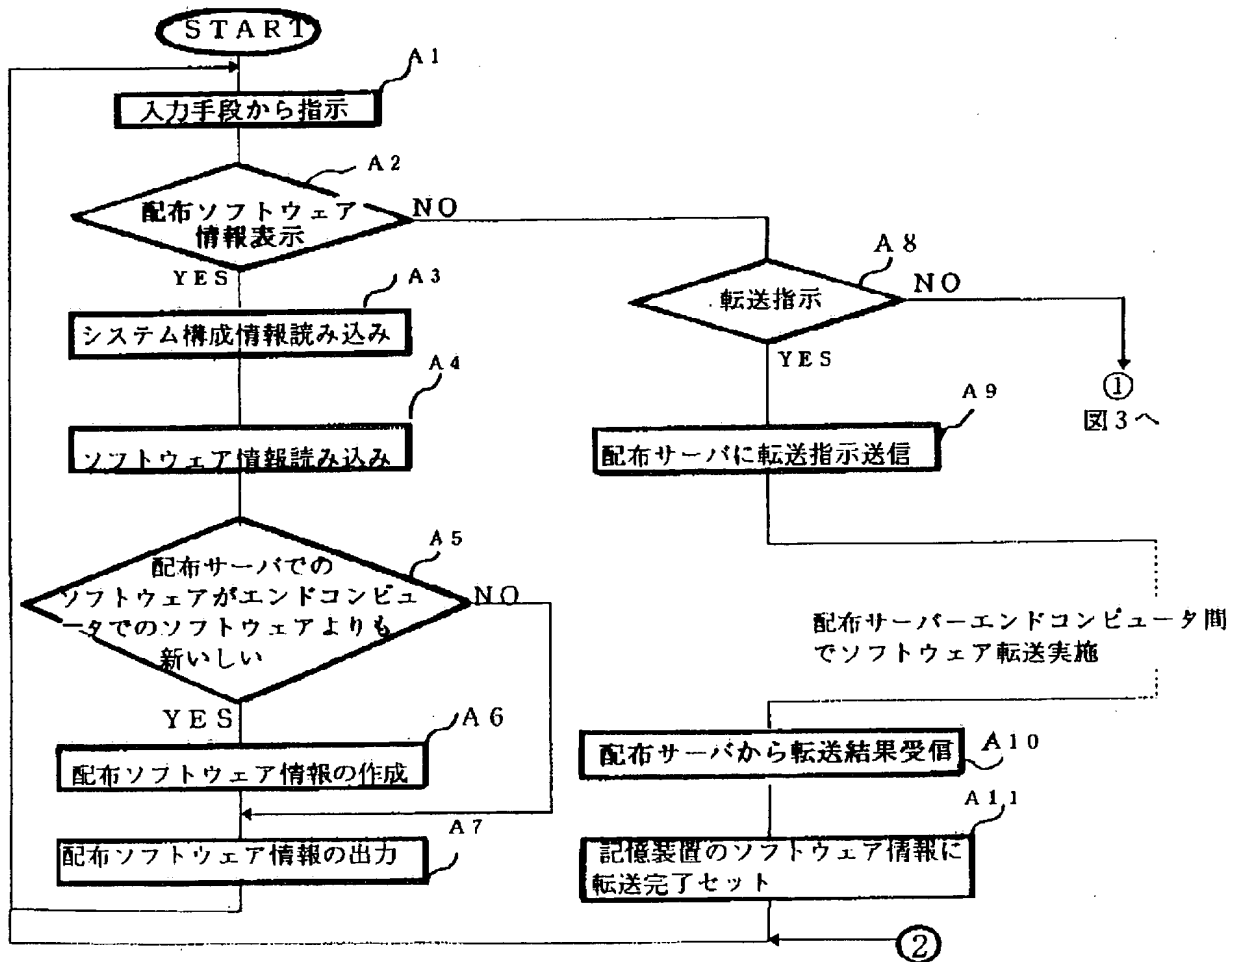 START
A1
入力手段から指示
A2
配布ソフトウェア
情報表示
NO
YES
A3
システム構成情報読み込み
A4
ソフトウェア情報読み込み
A5
配布サーバでの
ソフトウェアがエンドコンピュ
ータでのソフトウェアよりも
新いしい
NO
YES
A6
配布ソフトウェア情報の作成
A7
配布ソフトウェア情報の出力
A8
転送指示
NO
YES
①
図3へ
A9
配布サーバに転送指示送信
配布サーバーエンドコンピュータ間
でソフトウェア転送実施
配布サーバから転送結果受信
A10
A11
記憶装置のソフトウェア情報に
転送完了セット
②